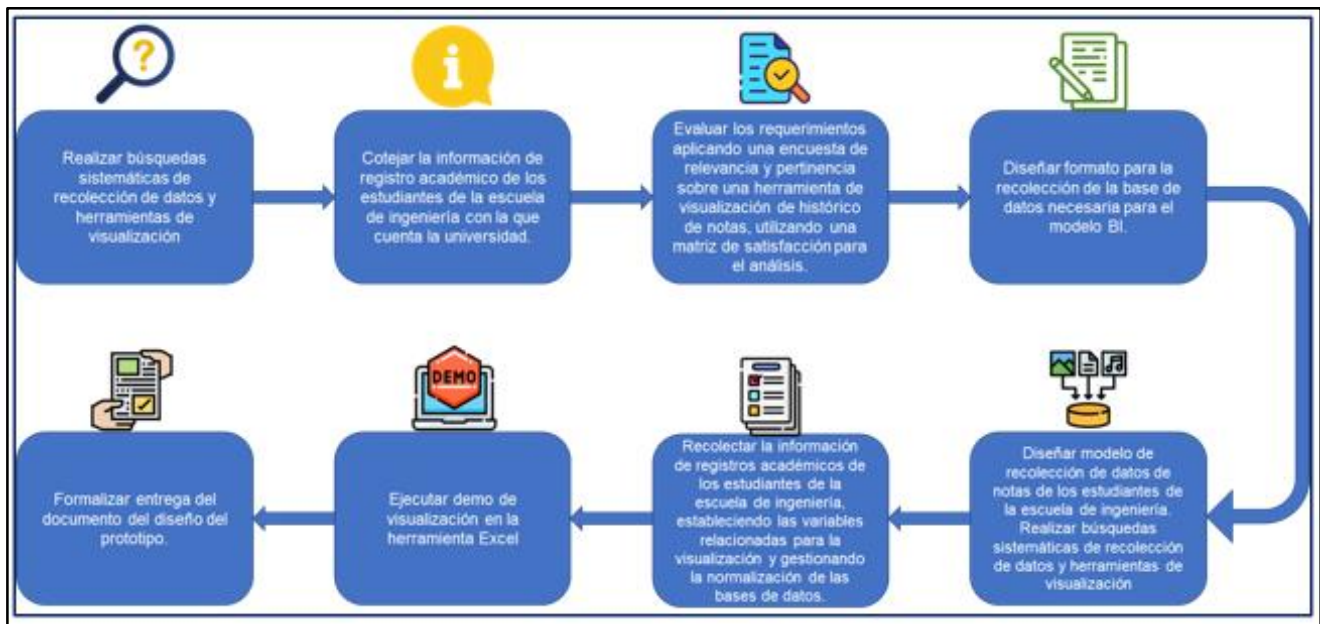 ?
i
Realizar búsquedas
sistemáticas de
recolección de datos y
herramientas de
visualización
Cotejar la información de
registro académico de los
estudiantes de la escuela
de ingeniería con la que
cuenta la universidad.
Evaluar los requerimientos
aplicando una encuesta de
relevancia y pertinencia
sobre una herramienta de
visualización de histórico
de notas, utilizando una
matriz de satisfacción para
el análisis.
Diseñar formato para la
recolección de la base de
datos necesaria para el
modelo BI.
Diseñar modelo de
recolección de datos de
notas de los estudiantes de
la escuela de ingeniería.
Realizar búsquedas
sistemáticas de recolección
de datos y herramientas de
visualización
Recolectar la información
de registros académicos de
los estudiantes de la
escuela de ingeniería,
estableciendo las variables
relacionadas para la
visualización y gestionando
la normalización de las
bases de datos.
DEMO
Ejecutar demo de
visualización en la
herramienta Excel
Formalizar entrega del
documento del diseño del
prototipo.